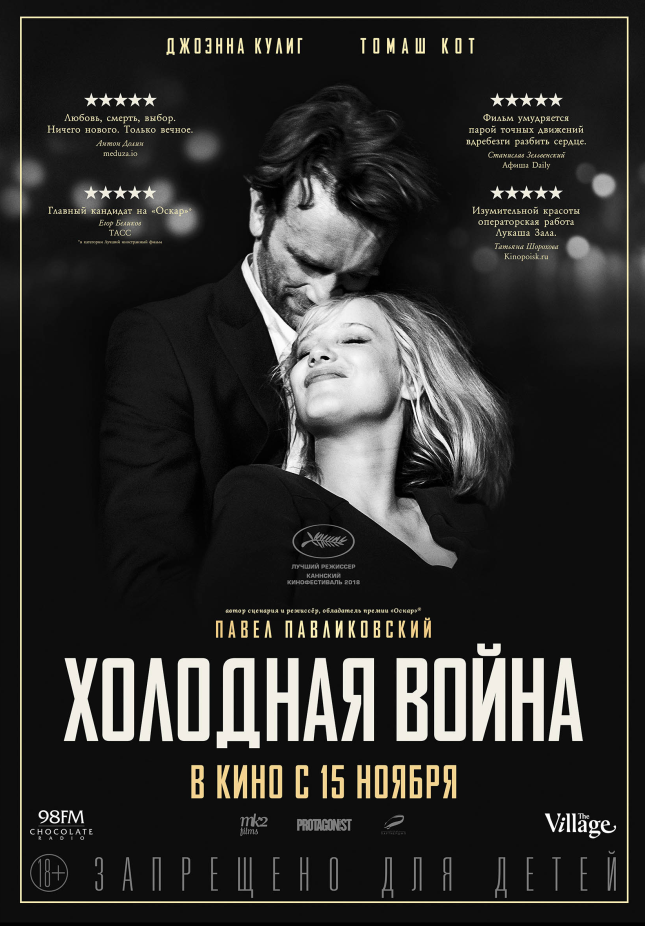 ДЖОЭННА КУЛИГ
ТОМАШ КОТ
★★★★★
Любовь, смерть, выбор.
Ничего нового. Только вечное.
Антон Долин
meduza.io
★★★★★
Главный кандидат на «Оскар»*
Егор Беликов
ТАСС
*в категории Лучший иностранный фильм
★★★★★
Фильм умудряется
парой точных движений
вдребезги разбить сердце.
Станислав Зельвенский
Афиша Daily
★★★★★
Изумительной красоты
операторская работа
Лукаша Зала.
Татьяна Шорохова
Kinopoisk.ru
ЛУЧШИЙ РЕЖИССЕР
КАННСКИЙ
КИНОФЕСТИВАЛЬ 2018
автор сценария и режиссёр, обладатель премии «Оскар»®
ПАВЕЛ ПАВЛИКОВСКИЙ
ХОЛОДНАЯ ВОЙНА
В КИНО С 15 НОЯБРЯ
98FM
CHOCOLATE
RADIO
mk2
films
PROTAGONIST
The
Village
18+ ЗАПРЕЩЕНО ДЛЯ ДЕТЕЙ